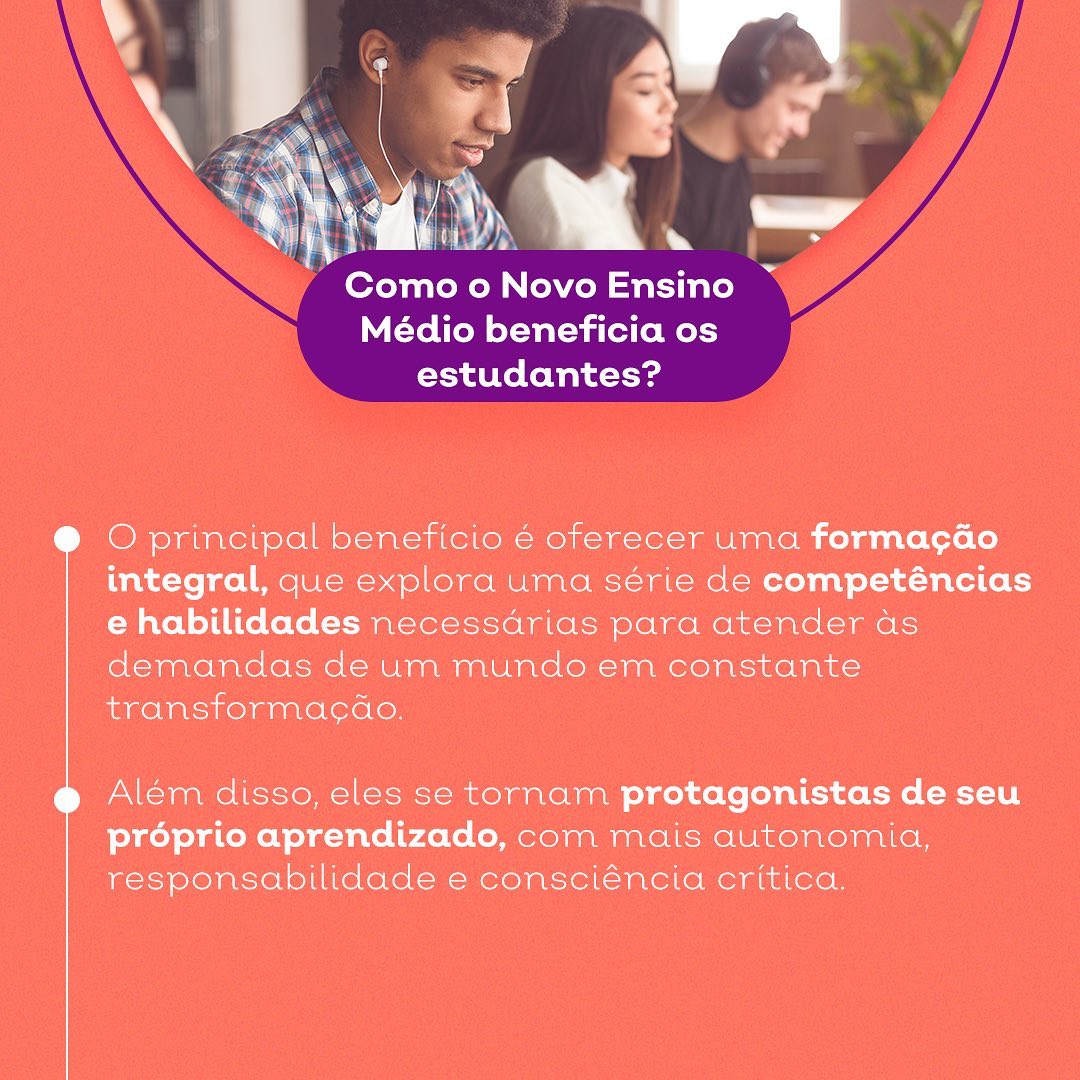 Como o Novo Ensino
Médio beneficia os
estudantes?
O principal benefício é oferecer uma formação
integral, que explora uma série de competências
e habilidades necessárias para atender às
demandas de um mundo em constante
transformação.
Além disso, eles se tornam protagonistas de seu
próprio aprendizado, com mais autonomia,
responsabilidade e consciência crítica.